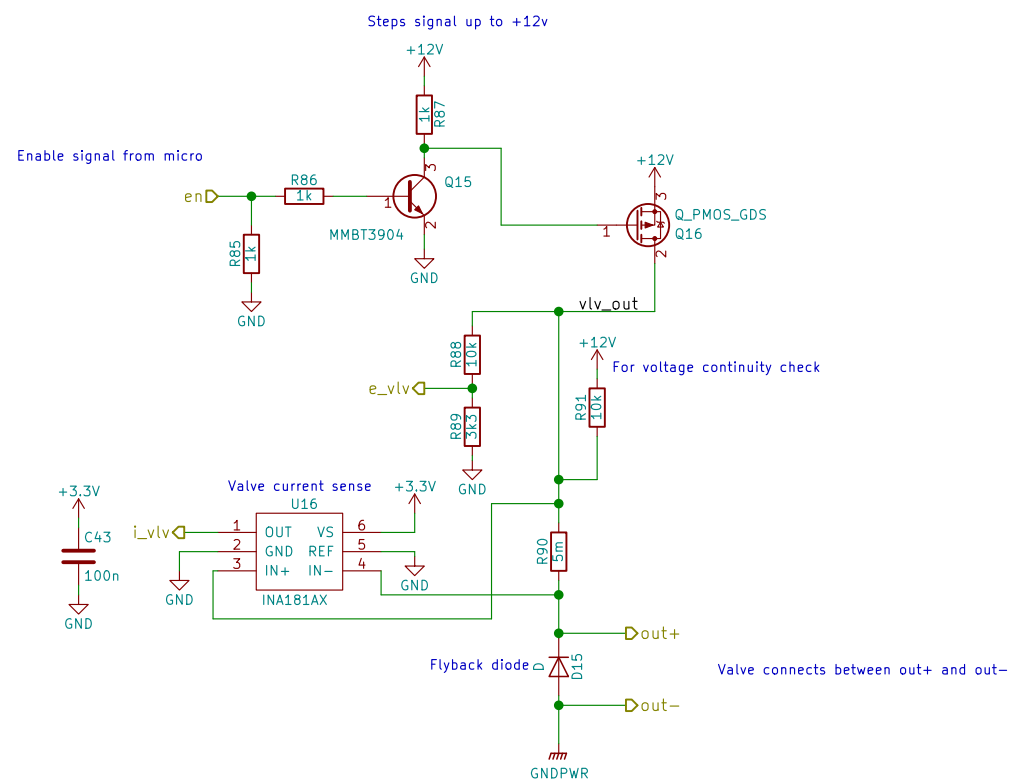 Steps signal up to +12v
+12V
1k
R87
Enable signal from micro
+12V
R86
3
Q15
3
en
1k
1
Q_PMOS_GDS
MMBT3904
2
1
Q16
R85
1k
2
GND
GND
vlv_out
+12V
R88
10k
For voltage continuity check
e_vlv
R91
10k
R89
3k3
Valve current sense
GND
+3.3V
+3.3V
U16
i_vlv
1
OUT
VS
6
C43
2
GND
REF
5
R90
5m
3
IN+
IN-
4
100n
GND
INA181AX
GND
GND
out+
Flyback diode
D
D15
Valve connects between out+ and out-
out-
GNDPWR